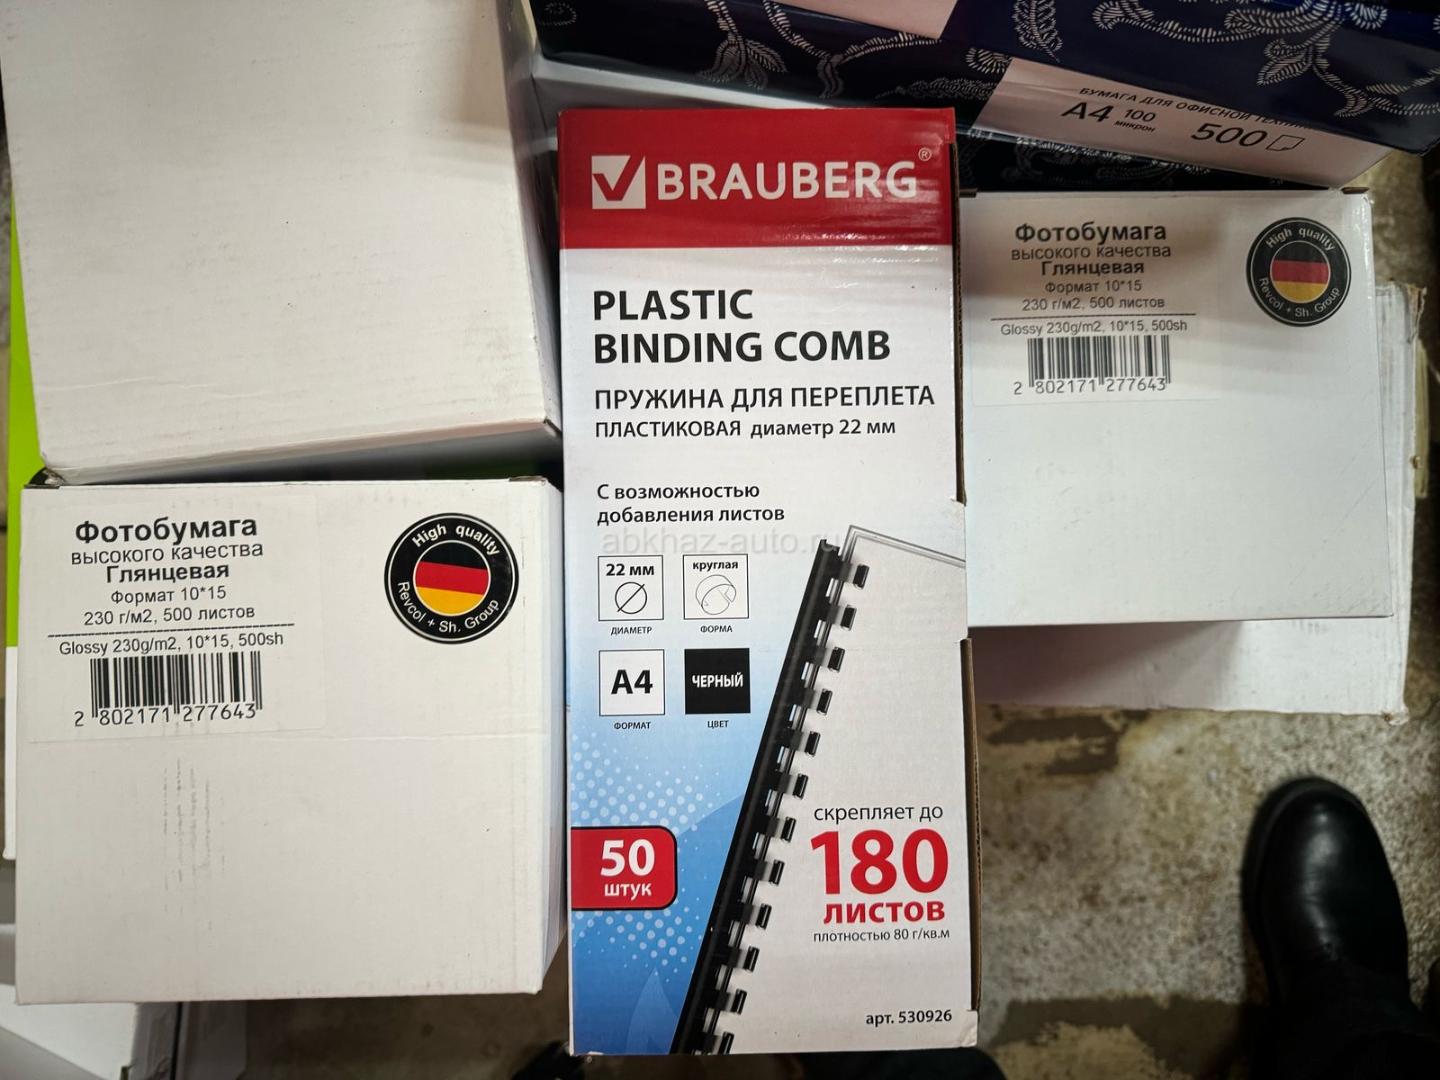 БУМАГА ДЛЯ ОФИСНОЙ
A4 100 микрон 500
BRAUBERG®
PLASTIC
BINDING COMB
ПРУЖИНА ДЛЯ ПЕРЕПЛЕТА
ПЛАСТИКОВАЯ диаметр 22 мм
С возможностью
добавления листов
abkhaz-auto.ru
22 мм
ДИАМЕТР
круглая
ФОРМА
A4
ФОРМАТ
ЧЕРНЫЙ
ЦВЕТ
50
штук
скрепляет до
180
листов
плотностью 80 г/кв.м
арт. 530926
Фотобумага
высокого качества
Глянцевая
Формат 10*15
230 г/м2, 500 листов
Glossy 230g/m2, 10*15, 500sh
2 802171 277643
High quality
Revcol + Sh. Group
Фотобумага
высокого качества
Глянцевая
Формат 10*15
230 г/м2, 500 листов
Glossy 230g/m2, 10*15, 500sh
2 802171 277643
High quality
Revcol + Sh. Group